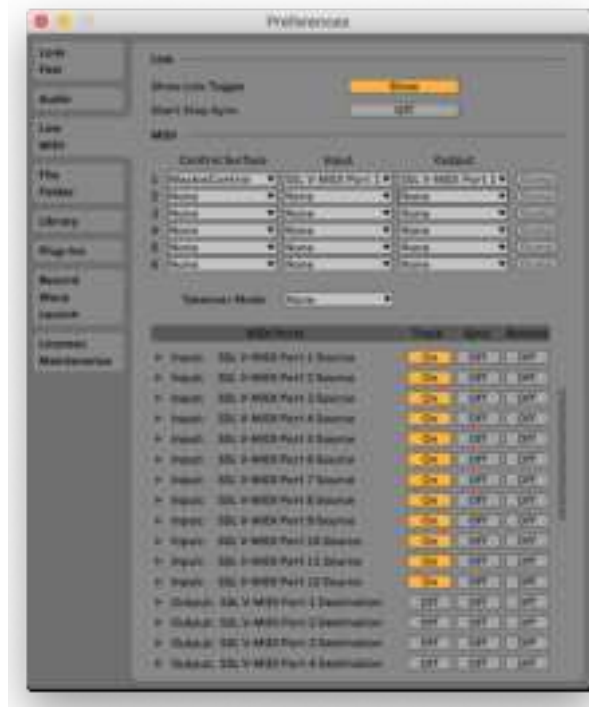 Preferences
Look
Feel
Audio
Link
MIDI
File
Folder
Library
Plug-Ins
Record
Warp
Launch
Licenses
Maintenance
Link
Show Link Toggle Show
Start Stop Sync Off
MIDI
Control Surface Input Output
1 MackieControl SSL V-MIDI Port 1 SSL V-MIDI Port 1
2 None None None
3 None None None
4 None None None
5 None None None
6 None None None
Takeover Mode None
MIDI Ports Track Sync Remote
Input: SSL V-MIDI Port 1 Source On Off Off
Input: SSL V-MIDI Port 2 Source On Off Off
Input: SSL V-MIDI Port 3 Source On Off Off
Input: SSL V-MIDI Port 4 Source On Off Off
Input: SSL V-MIDI Port 5 Source On Off Off
Input: SSL V-MIDI Port 6 Source On Off Off
Input: SSL V-MIDI Port 7 Source On Off Off
Input: SSL V-MIDI Port 8 Source On Off Off
Input: SSL V-MIDI Port 9 Source On Off Off
Input: SSL V-MIDI Port 10 Source On Off Off
Input: SSL V-MIDI Port 11 Source On Off Off
Input: SSL V-MIDI Port 12 Source On Off Off
Output: SSL V-MIDI Port 1 Destination Off Off Off
Output: SSL V-MIDI Port 2 Destination Off Off Off
Output: SSL V-MIDI Port 3 Destination Off Off Off
Output: SSL V-MIDI Port 4 Destination Off Off Off